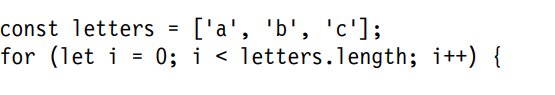 const letters = ['a', 'b', 'c'];
for (let i = 0; i < letters.length; i++) {